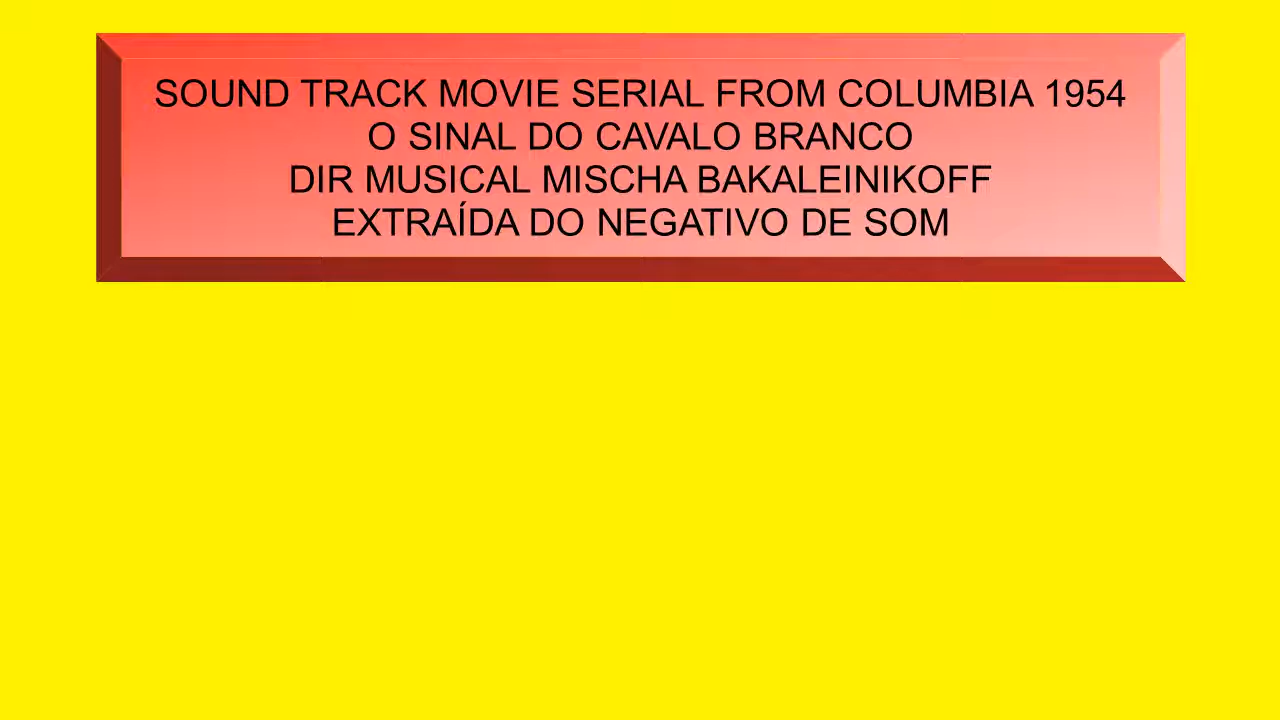 SOUND TRACK MOVIE SERIAL FROM COLUMBIA 1954
O SINAL DO CAVALO BRANCO
DIR MUSICAL MISCHA BAKALEINIKOFF
EXTRAÍDA DO NEGATIVO DE SOM